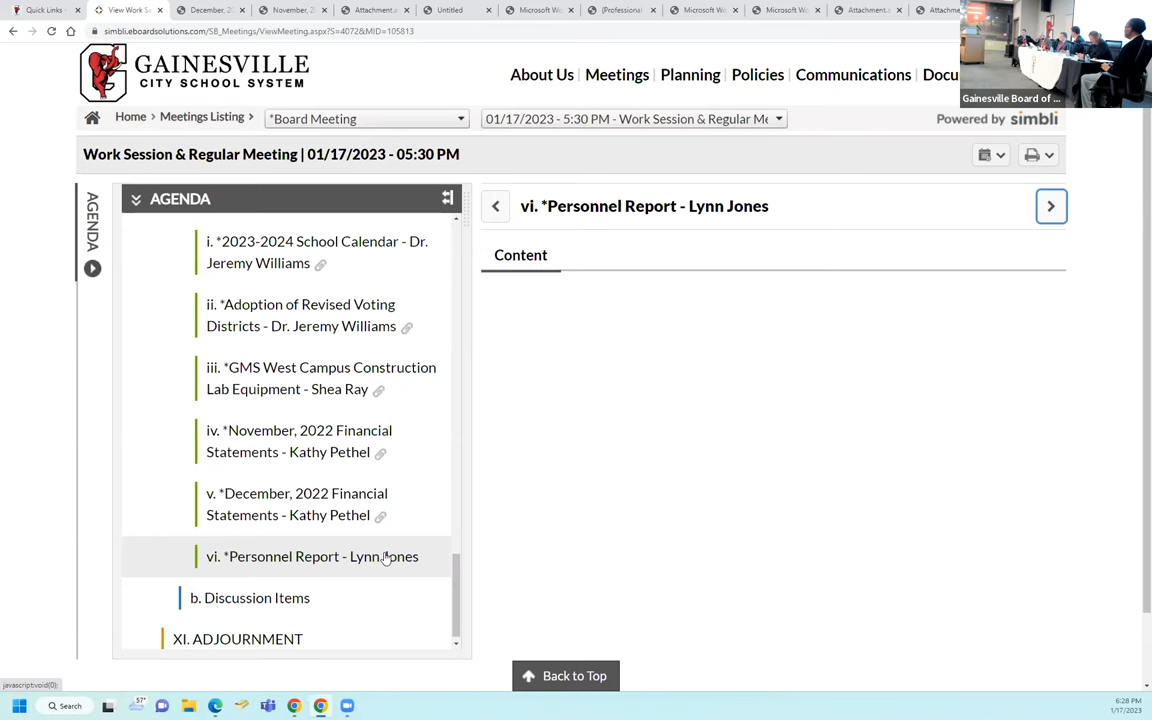 Quick Links -
View Work Se
December, 20
November, 20
Attachment.a
Untitled
Microsoft Wo
(Professional
Microsoft Wo
Microsoft Wo
Attachment.a
Attachme
simbli.eboardsolutions.com/SB_Meetings/ViewMeeting.aspx?S=4072&MID=105813
GAINESVILLE
CITY SCHOOL SYSTEM
About Us | Meetings | Planning | Policies | Communications | Docu
Gainesville Board of ...
Home > Meetings Listing >
*Board Meeting
01/17/2023 - 5:30 PM - Work Session & Regular Me
Powered by simbli
Work Session & Regular Meeting | 01/17/2023 - 05:30 PM
AGENDA
AGENDA
i. *2023-2024 School Calendar - Dr.
Jeremy Williams
ii. *Adoption of Revised Voting
Districts - Dr. Jeremy Williams
iii. *GMS West Campus Construction
Lab Equipment - Shea Ray
iv. *November, 2022 Financial
Statements - Kathy Pethel
v. *December, 2022 Financial
Statements - Kathy Pethel
vi. *Personnel Report - Lynn Jones
b. Discussion Items
XI. ADJOURNMENT
vi. *Personnel Report - Lynn Jones
Content
Back to Top
javascript:void(0);
Search
57°
6:28 PM
1/17/2023